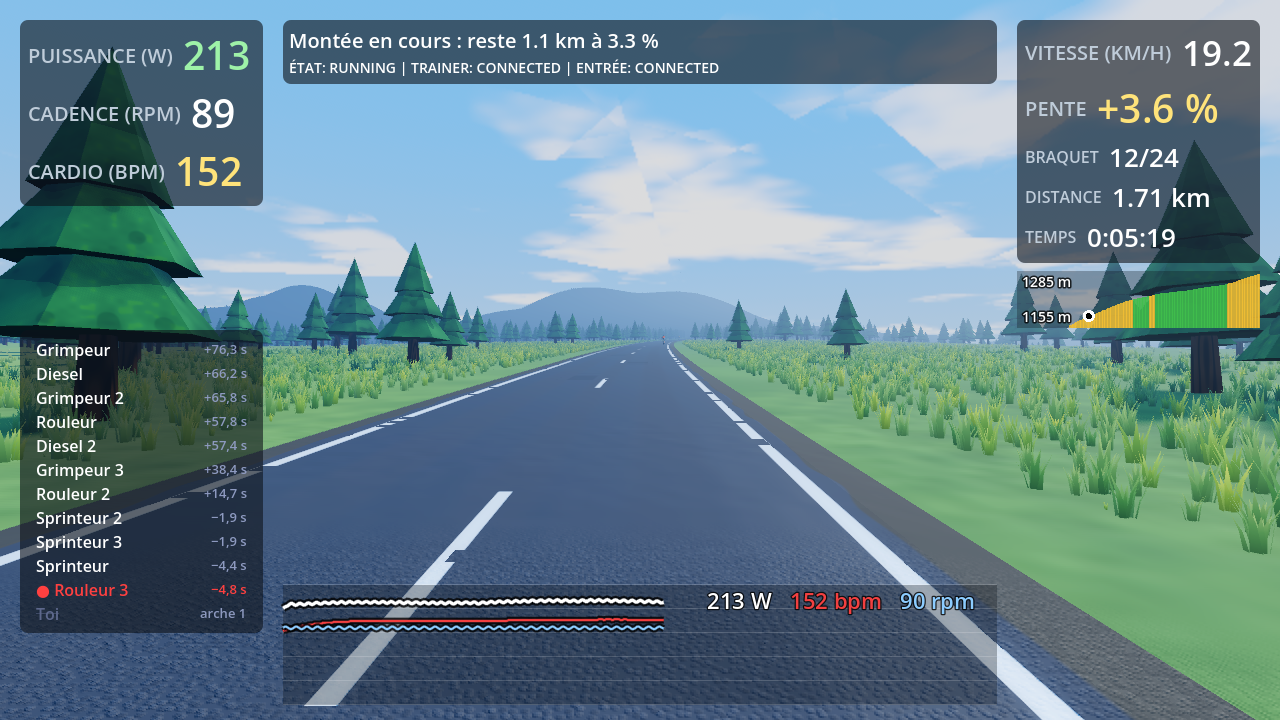 PUISSANCE (W) 213
CADENCE (RPM) 89
CARDIO (BPM) 152
Montée en cours : reste 1.1 km à 3.3 %
ÉTAT: RUNNING | TRAINER: CONNECTED | ENTRÉE: CONNECTED
VITESSE (KM/H) 19.2
PENTE +3.6 %
BRAQUET 12/24
DISTANCE 1.71 km
TEMPS 0:05:19
1285 m
1155 m
Grimpeur +76,3 s
Diesel +66,2 s
Grimpeur 2 +65,8 s
Rouleur +57,8 s
Diesel 2 +57,4 s
Grimpeur 3 +38,4 s
Rouleur 2 +14,7 s
Sprinteur 2 −1,9 s
Sprinteur 3 −1,9 s
Sprinteur −4,4 s
Rouleur 3 −4,8 s
Toi arche 1
213 W 152 bpm 90 rpm